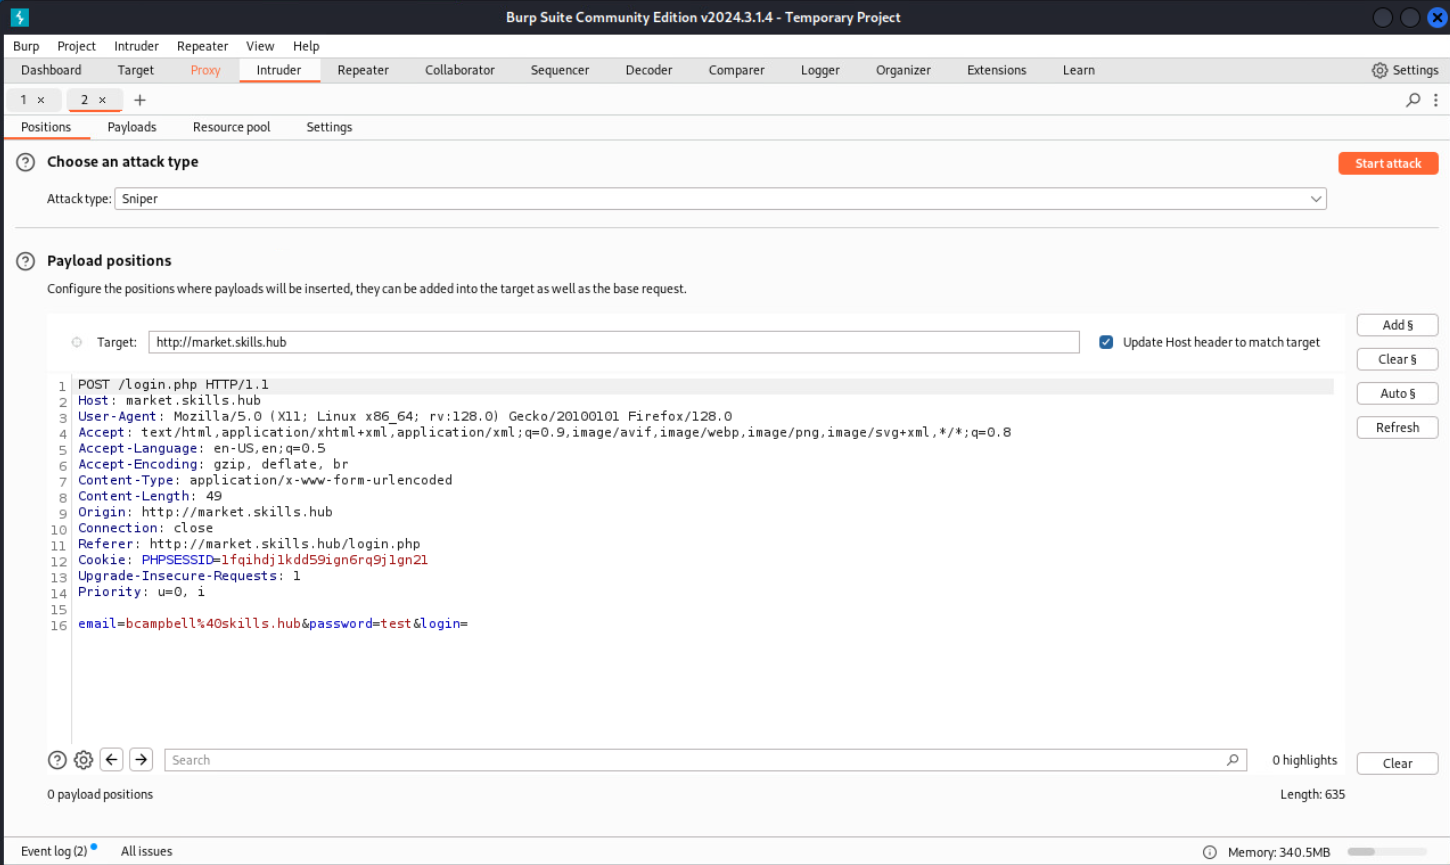 Burp Suite Community Edition v2024.3.1.4 - Temporary Project
Burp Project Intruder Repeater View Help
Dashboard Target Proxy Intruder Repeater Collaborator Sequencer Decoder Comparer Logger Organizer Extensions Learn Settings
1 × 2 × +
Positions Payloads Resource pool Settings
? Choose an attack type Start attack
Attack type: Sniper
? Payload positions
Configure the positions where payloads will be inserted, they can be added into the target as well as the base request.
Add §
Target: http://market.skills.hub Update Host header to match target
Clear §
Auto §
Refresh
1 POST /login.php HTTP/1.1
2 Host: market.skills.hub
3 User-Agent: Mozilla/5.0 (X11; Linux x86_64; rv:128.0) Gecko/20100101 Firefox/128.0
4 Accept: text/html,application/xhtml+xml,application/xml;q=0.9,image/avif,image/webp,image/png,image/svg+xml,*/*;q=0.8
5 Accept-Language: en-US,en;q=0.5
6 Accept-Encoding: gzip, deflate, br
7 Content-Type: application/x-www-form-urlencoded
8 Content-Length: 49
9 Origin: http://market.skills.hub
10 Connection: close
11 Referer: http://market.skills.hub/login.php
12 Cookie: PHPSESSID=1fqihdj1kdd59ign6rq9j1gn21
13 Upgrade-Insecure-Requests: 1
14 Priority: u=0, i
15
16 email=bcampbell%40skills.hub&password=test&login=
? Search 0 highlights Clear
0 payload positions Length: 635
Event log (2) All issues Memory: 340.5MB